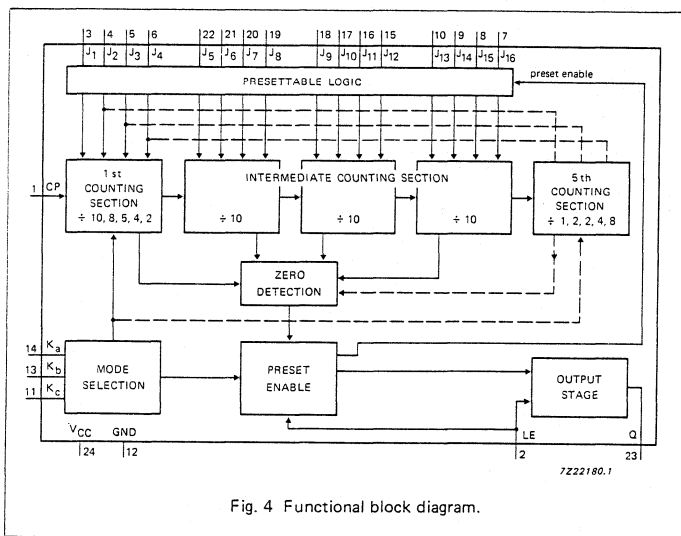 3 4 5 6 22 21 20 19 18 17 16 15 10 9 8 7
J1 J2 J3 J4 J5 J6 J7 J8 J9 J10 J11 J12 J13 J14 J15 J16
PRESETTABLE LOGIC
preset enable
1 CP
1 st
COUNTING
SECTION
÷ 10, 8, 5, 4, 2
INTERMEDIATE COUNTING SECTION
÷ 10
÷ 10
÷ 10
5 th
COUNTING
SECTION
÷ 1, 2, 2, 4, 8
ZERO
DETECTION
14 Ka
13 Kb
11 Kc
MODE
SELECTION
PRESET
ENABLE
OUTPUT
STAGE
VCC GND LE Q
24 12 2 23
7Z22180.1
Fig. 4 Functional block diagram.